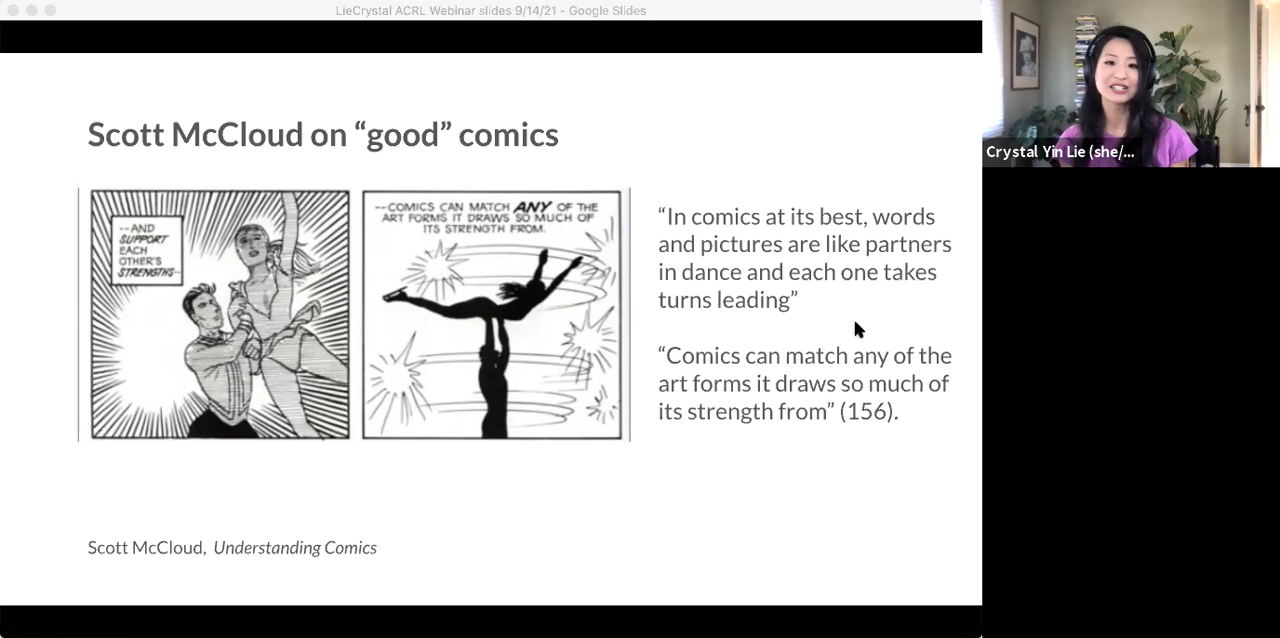 LieCrystal ACRL Webinar slides 9/14/21 - Google Slides
Scott McCloud on “good” comics
--AND
SUPPORT
EACH
OTHER'S
STRENGTHS--
--COMICS CAN MATCH ANY OF THE
ART FORMS IT DRAWS SO MUCH OF
ITS STRENGTH FROM.
“In comics at its best, words
and pictures are like partners
in dance and each one takes
turns leading”
“Comics can match any of the
art forms it draws so much of
its strength from” (156).
Scott McCloud, Understanding Comics
Crystal Yin Lie (she/...